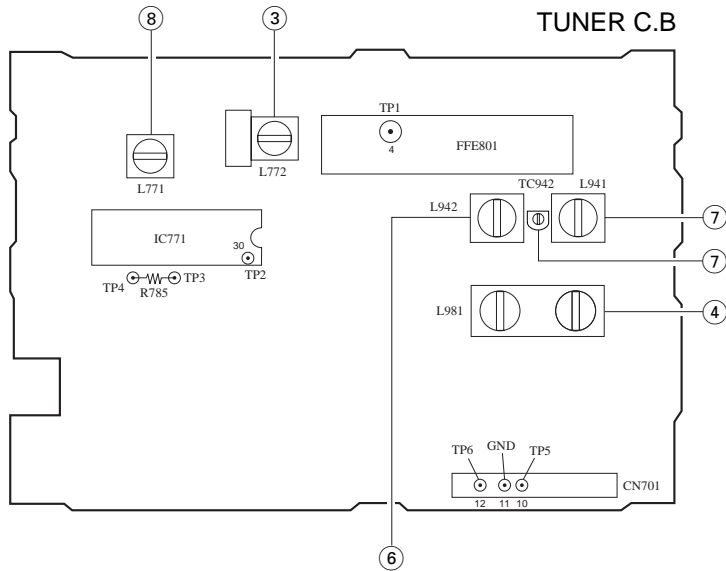 TUNER C.B
8
3
TP1
4
FFE801
L771
L772
TC942
L941
L942
7
IC771
30
7
TP4
R785
TP3
TP2
L981
4
TP6
GND
TP5
CN701
12
11
10
6